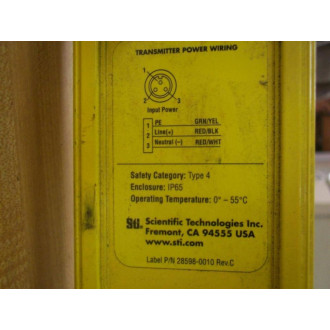 TRANSMITTER POWER WIRING
1
2 3
Input Power
1 PE GRN/YEL
2 Line(+) RED/BLK
3 Neutral (−) RED/WHT
Safety Category: Type 4
Enclosure: IP65
Operating Temperature: 0° – 55°C
Sti Scientific Technologies Inc.
Fremont, CA 94555 USA
www.sti.com
Label P/N 28598-0010 Rev.C